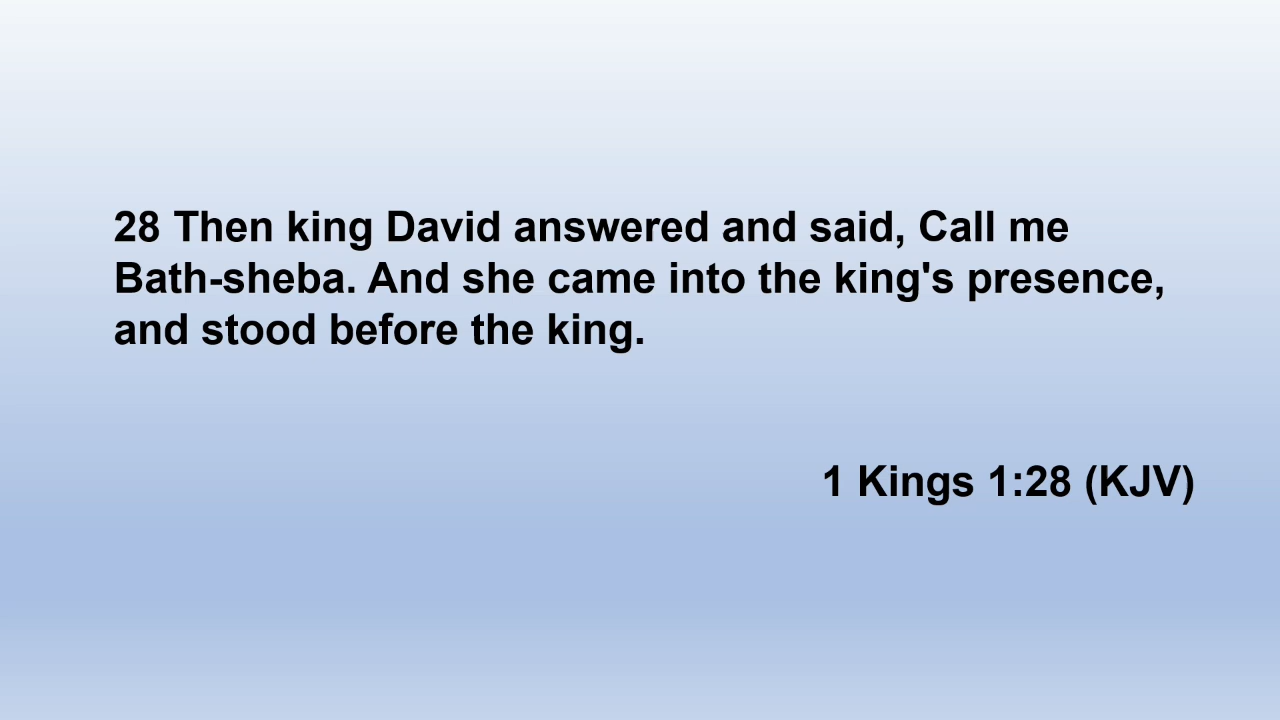 28 Then king David answered and said, Call me
Bath-sheba. And she came into the king's presence,
and stood before the king.
1 Kings 1:28 (KJV)